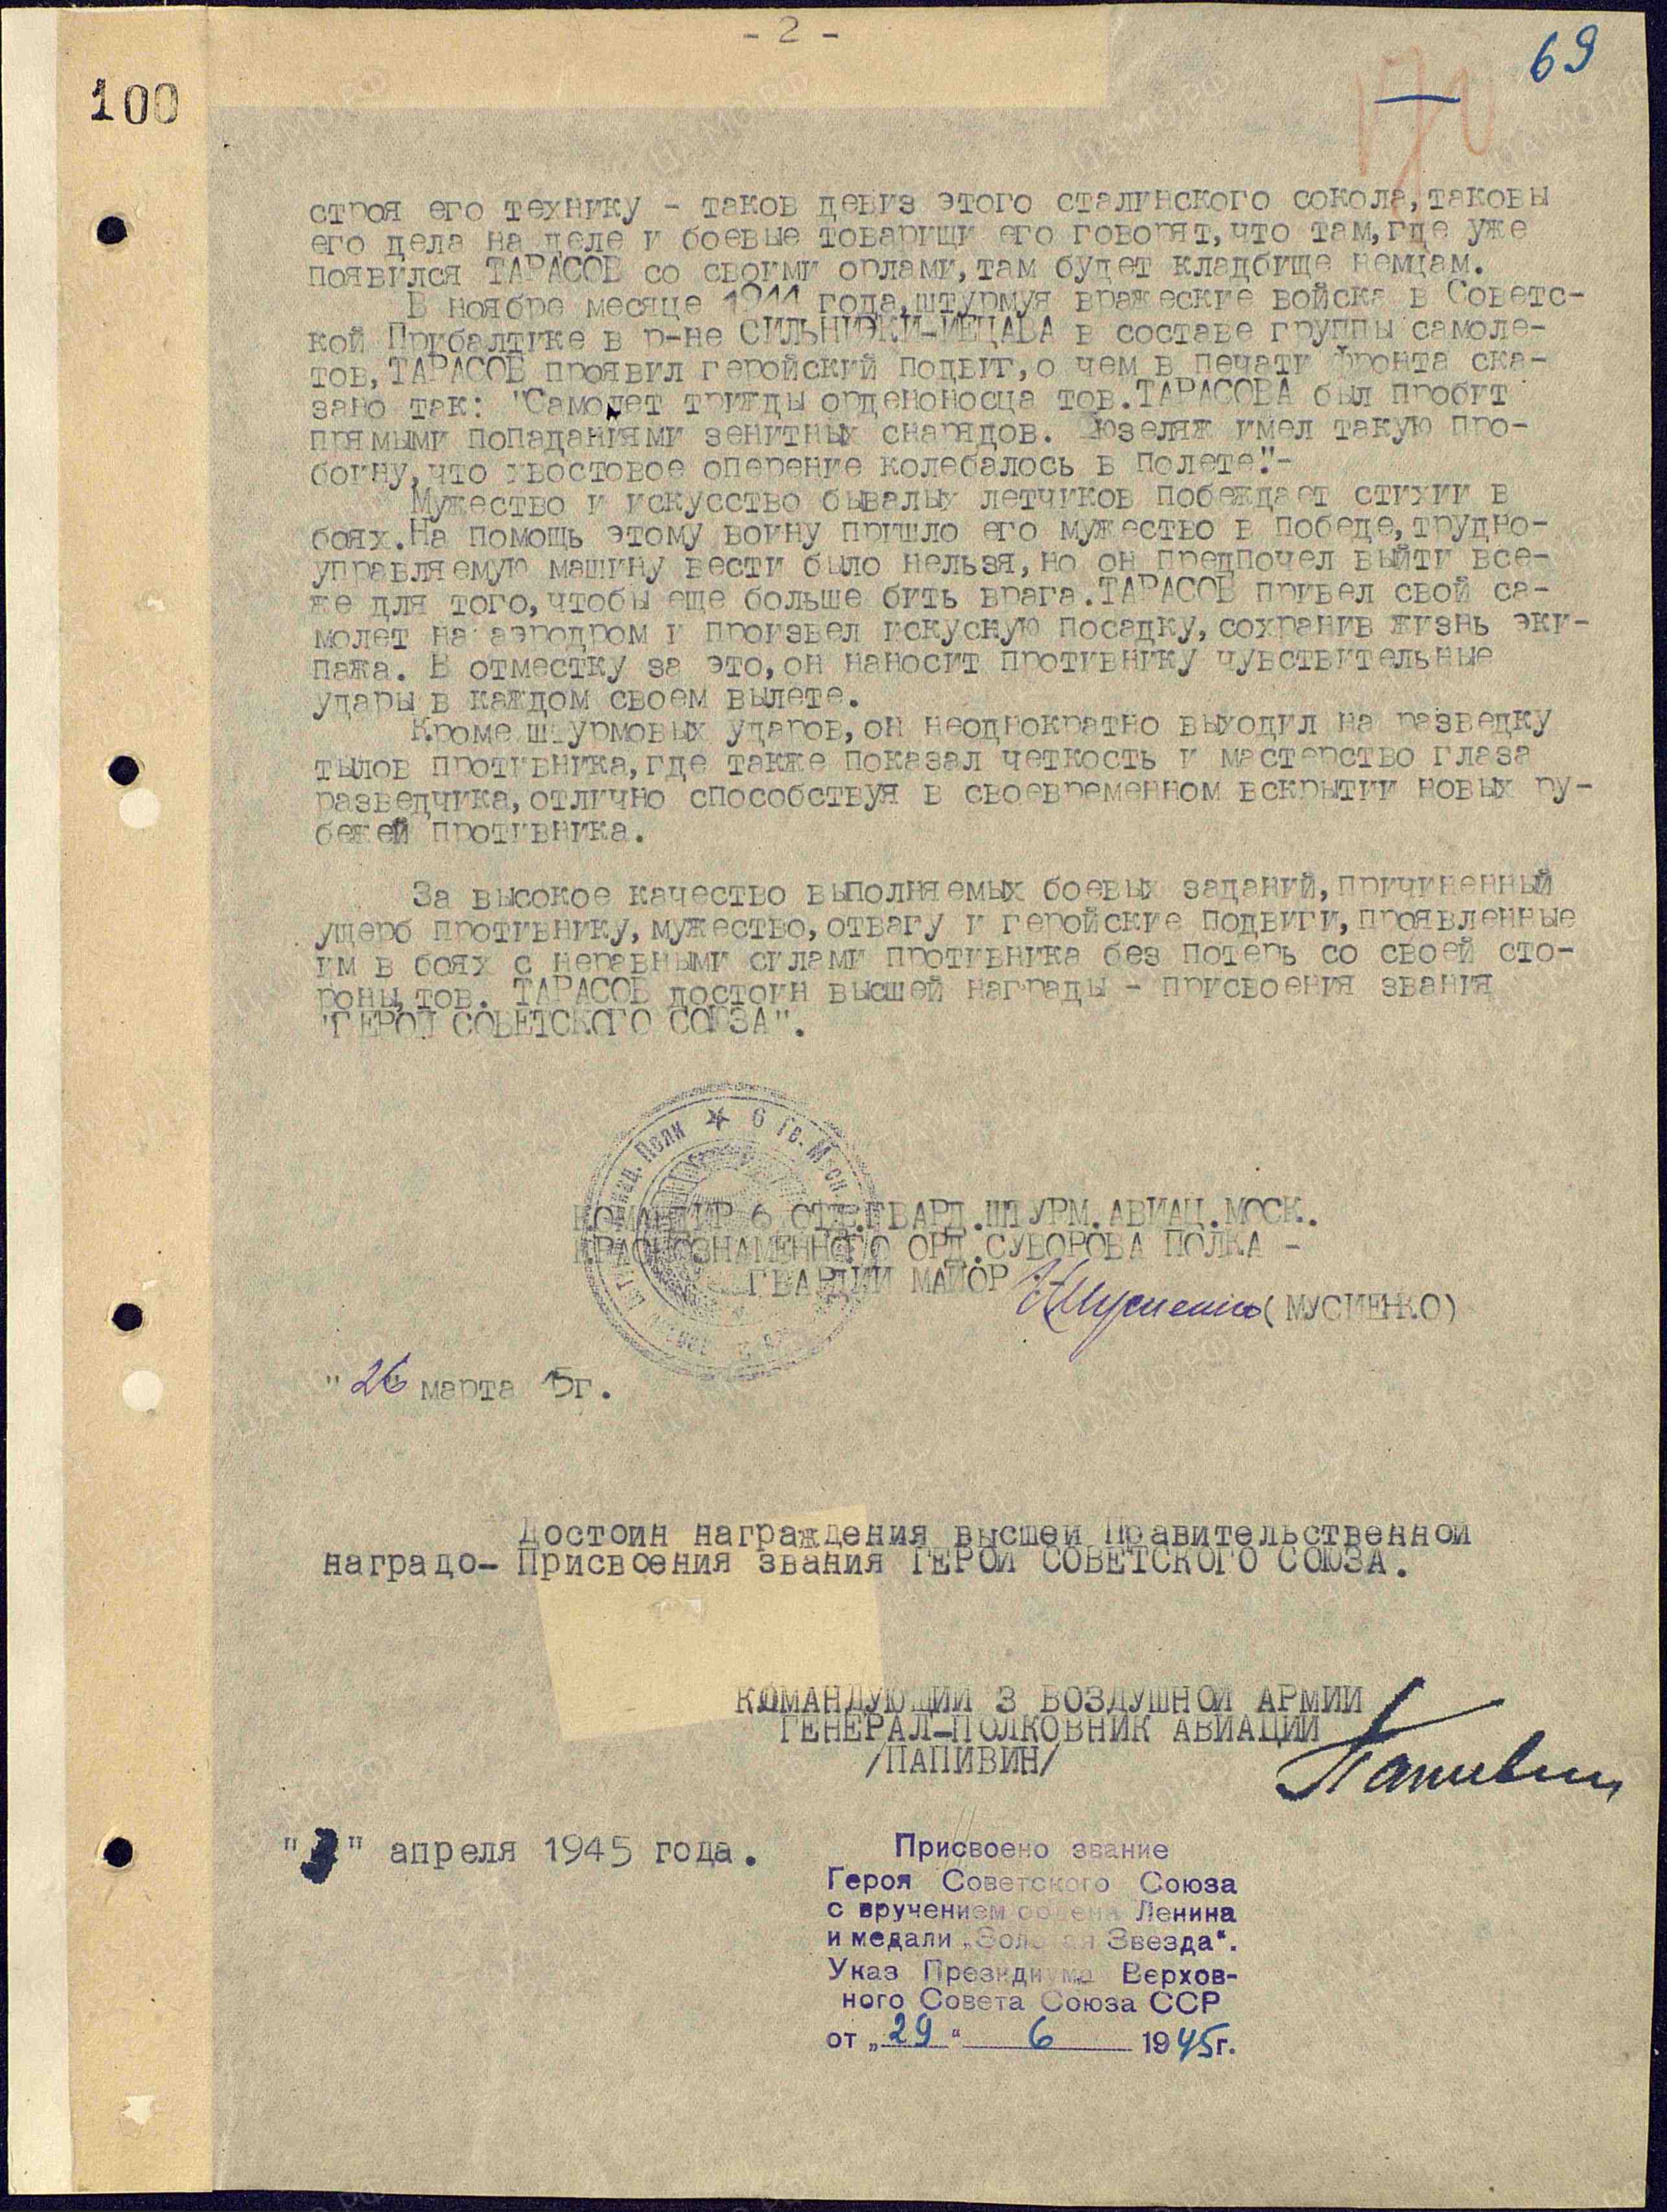 - 2 -
69
100
170
строя его технику - таков девиз этого сталинского сокола,таковы
его дела на деле и боевые товарищи его говорят,что там,где уже
появился ТАРАСОВ со своими орлами,там будет кладбище немцам.
В ноябре месяце 1944 года,штурмуя вражеские войска в Советс-
кой Прибалтике в р-не в составе группы самоле-
тов,ТАРАСОВ проявил геройский подвиг,о чем в печати фронта ска-
зано так: "Самолет трижды орденоносца тов.ТАРАСОВА был пробит
прямыми попаданиями зенитных снарядов. Фюзеляж имел такую про-
боину,что хвостовое оперение колебалось в полете".-
Мужество и искусство бывалых летчиков побеждает стихии в
боях.На помощь этому воину пришло его мужество в победе,трудно-
управляемую машину вести было нельзя,но он предпочел выйти все-
же для того,чтобы еще больше бить врага.ТАРАСОВ привел свой са-
молет на аэродром и произвел искусную посадку,сохранив жизнь эки-
пажа. В отместку за это,он наносит противнику чувствительные
удары в каждом своем вылете.
Кроме штурмовых ударов,он неоднократно выходил на разведку
тылов противника,где также показал четкость и мастерство глаза
разведчика,отлично способствуя в своевременном вскрытии новых ру-
бежей противника.
За высокое качество выполняемых боевых заданий,причиненный
ущерб противнику,мужество,отвагу и геройские подвиги,проявленные
им в боях с неравными силами противника без потерь со своей сто-
роны,тов. ТАРАСОВ достоин высшей награды - присвоения звания
"ГЕРОЙ СОВЕТСКОГО СОЮЗА".
КОМАНДИР 6 ОТД.ГВАРД.ШТУРМ.АВИАЦ.МОСК.
КРАСНОЗНАМЕННОГО ОРД.СУВОРОВА ПОЛКА -
ГВАРДИИ МАЙОР
(МУСИЕНКО)
"26" марта 5г.
Достоин награждения высшей Правительственной
наградо- Присвоения звания ГЕРОЙ СОВЕТСКОГО СОЮЗА.
КОМАНДУЮЩИЙ 3 ВОЗДУШНОЙ АРМИИ
ГЕНЕРАЛ-ПОЛКОВНИК АВИАЦИИ
/ПАПИВИН/
Папивин
"3" апреля 1945 года.
Присвоено звание
Героя Советского Союза
с вручением ордена Ленина
и медали „Золотая Звезда“.
Указ Президиума Верхов-
ного Совета Союза ССР
от „29“ 6 1945г.